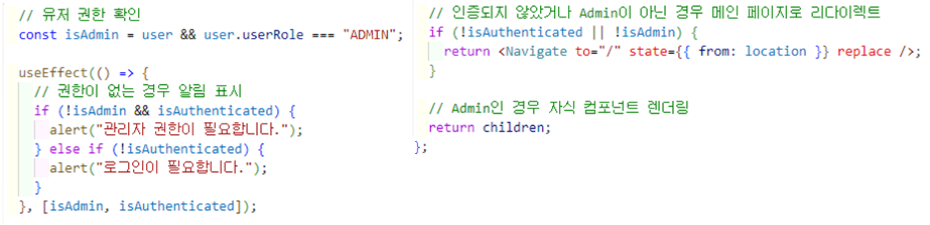 // 유저 권한 확인
const isAdmin = user && user.userRole === "ADMIN";

useEffect(() => {
  // 권한이 없는 경우 알림 표시
  if (!isAdmin && isAuthenticated) {
    alert("관리자 권한이 필요합니다.");
  } else if (!isAuthenticated) {
    alert("로그인이 필요합니다.");
  }
}, [isAdmin, isAuthenticated]);

  // 인증되지 않았거나 Admin이 아닌 경우 메인 페이지로 리다이렉트
  if (!isAuthenticated || !isAdmin) {
    return <Navigate to="/" state={{ from: location }} replace />;
  }

  // Admin인 경우 자식 컴포넌트 렌더링
  return children;
};